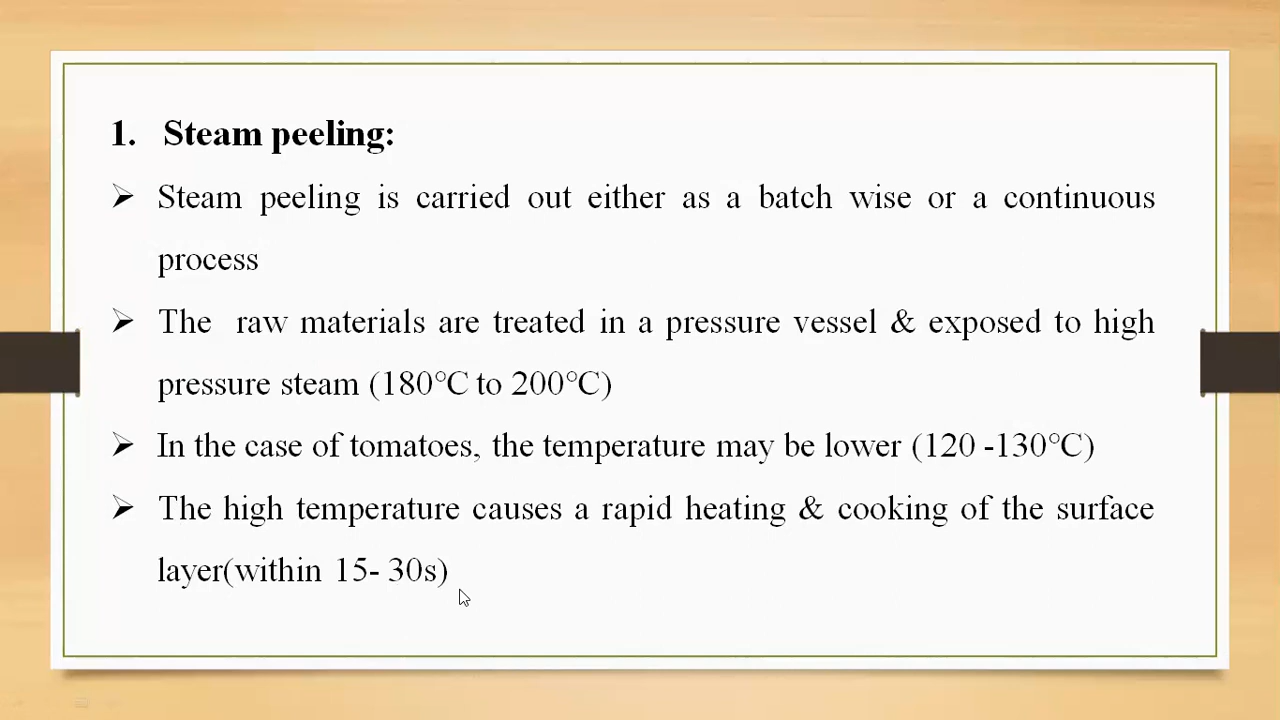 1. Steam peeling:
➢ Steam peeling is carried out either as a batch wise or a continuous
process
➢ The raw materials are treated in a pressure vessel & exposed to high
pressure steam (180°C to 200°C)
➢ In the case of tomatoes, the temperature may be lower (120 -130°C)
➢ The high temperature causes a rapid heating & cooking of the surface
layer(within 15- 30s)